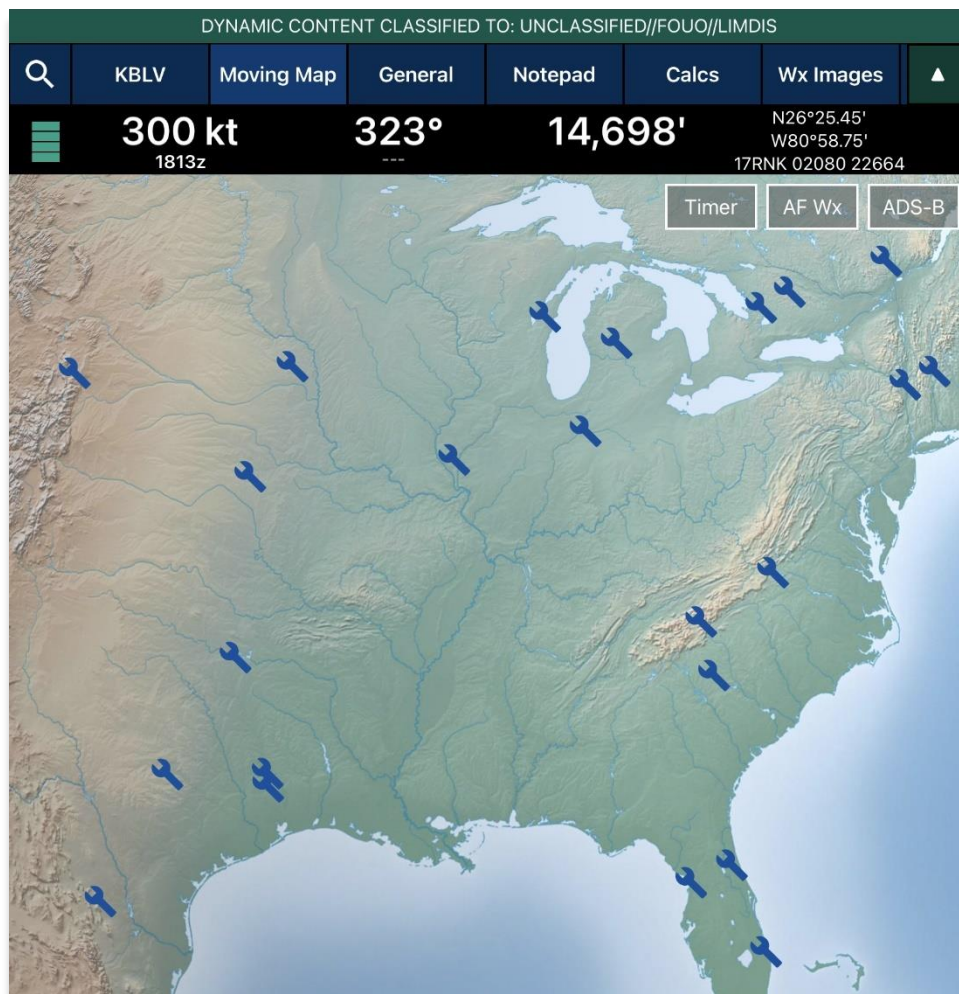 DYNAMIC CONTENT CLASSIFIED TO: UNCLASSIFIED//FOUO//LIMDIS
KBLV Moving Map General Notepad Calcs Wx Images
300 kt 323° 14,698' N26°25.45'
W80°58.75'
1813z --- 17RNK 02080 22664
Timer AF Wx ADS-B